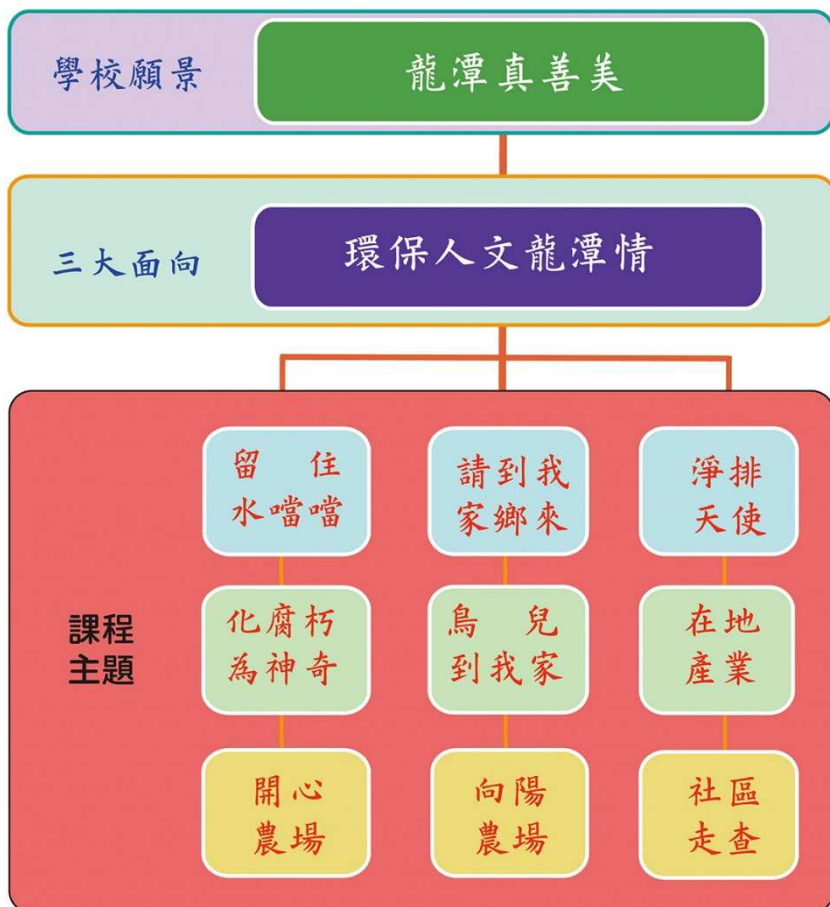 學校願景
龍潭真善美
三大面向
環保人文龍潭情
課程
主題
留住
水噹噹
請到我
家鄉來
淨排
天使
化腐朽
為神奇
鳥兒
到我家
在地
產業
開心
農場
向陽
農場
社區
走查